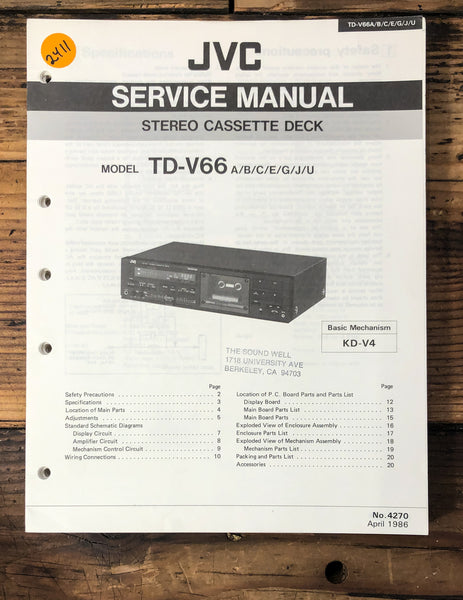 TD-V66A/B/C/E/G/J/U
2411
JVC
SERVICE MANUAL
STEREO CASSETTE DECK
MODEL TD-V66 A/B/C/E/G/J/U
JVC
Basic Mechanism
KD-V4
THE SOUND WELL
1718 UNIVERSITY AVE
BERKELEY, CA 94703
Page
Safety Precautions 2
Specifications 3
Location of Main Parts 4
Adjustments 5
Standard Schematic Diagrams
Display Circuit 7
Amplifier Circuit 8
Mechanism Control Circuit 9
Wiring Connections 10
Page
Location of P. C. Board Parts and Parts List
Display Board 12
Main Board Parts List 13
Main Board Parts 15
Exploded View of Enclosure Assembly 16
Enclosure Parts List 17
Exploded View of Mechanism Assembly 18
Mechanism Parts List 19
Packing and Parts List 20
Accessories 20
No.4270
April 1986